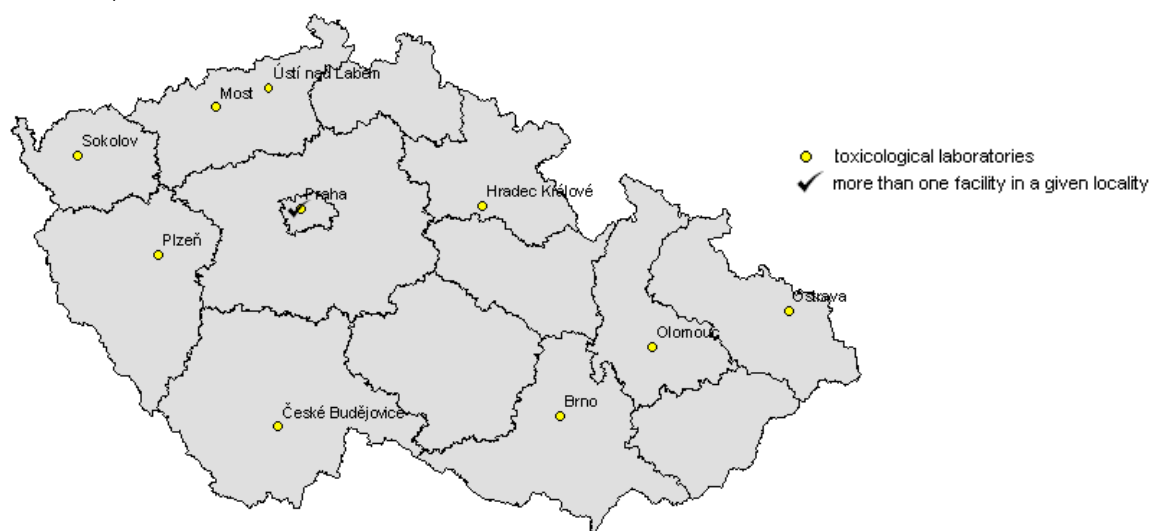 Ústí nad Labem
Most
Sokolov
Praha
Hradec Králové
Plzeň
Ostrava
Olomouc
České Budějovice
Brno
toxicological laboratories
more than one facility in a given locality